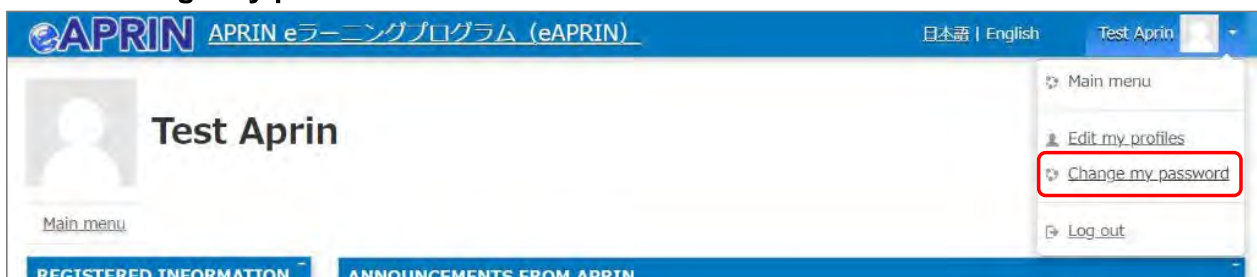 eAPRIN APRIN eラーニングプログラム (eAPRIN) 日本語 | English Test Aprin
Main menu
Test Aprin
Edit my profiles
Change my password
Main menu
Log out
REGISTERED INFORMATION ANNOUNCEMENTS FROM APRIN